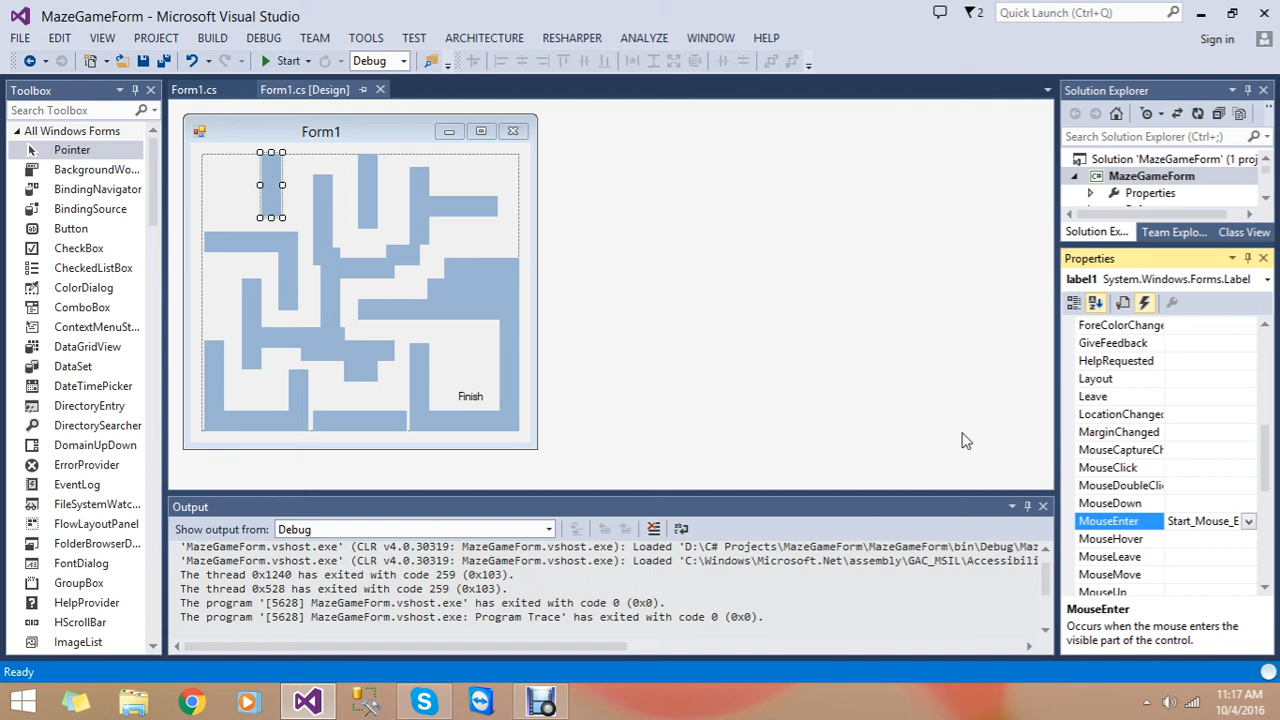 MazeGameForm - Microsoft Visual Studio
2
Quick Launch (Ctrl+Q)
FILE EDIT VIEW PROJECT BUILD DEBUG TEAM TOOLS TEST ARCHITECTURE RESHARPER ANALYZE WINDOW HELP
Sign in
Start Debug
Toolbox
Search Toolbox
All Windows Forms
Pointer
BackgroundWo...
BindingNavigator
BindingSource
Button
CheckBox
CheckedListBox
ColorDialog
ComboBox
ContextMenuSt...
DataGridView
DataSet
DateTimePicker
DirectoryEntry
DirectorySearcher
DomainUpDown
ErrorProvider
EventLog
FileSystemWatc...
FlowLayoutPanel
FolderBrowserD...
FontDialog
GroupBox
HelpProvider
HScrollBar
ImageList
Form1.cs
Form1.cs [Design]
Form1
Finish
Output
Show output from: Debug
'MazeGameForm.vshost.exe' (CLR v4.0.30319: MazeGameForm.vshost.exe): Loaded 'D:\C# Projects\MazeGameForm\MazeGameForm\bin\Debug\Maz
'MazeGameForm.vshost.exe' (CLR v4.0.30319: MazeGameForm.vshost.exe): Loaded 'C:\Windows\Microsoft.Net\assembly\GAC_MSIL\Accessibili
The thread 0x1240 has exited with code 259 (0x103).
The thread 0x528 has exited with code 259 (0x103).
The program '[5628] MazeGameForm.vshost.exe' has exited with code 0 (0x0).
The program '[5628] MazeGameForm.vshost.exe: Program Trace' has exited with code 0 (0x0).
Solution Explorer
Search Solution Explorer (Ctrl+;)
Solution 'MazeGameForm' (1 proj
MazeGameForm
Properties
Solution Ex... Team Explo... Class View
Properties
label1 System.Windows.Forms.Label
ForeColorChange
GiveFeedback
HelpRequested
Layout
Leave
LocationChanged
MarginChanged
MouseCaptureCh
MouseClick
MouseDoubleClic
MouseDown
MouseEnter Start_Mouse_E
MouseHover
MouseLeave
MouseMove
MouseUp
MouseEnter
Occurs when the mouse enters the
visible part of the control.
Ready
11:17 AM
10/4/2016